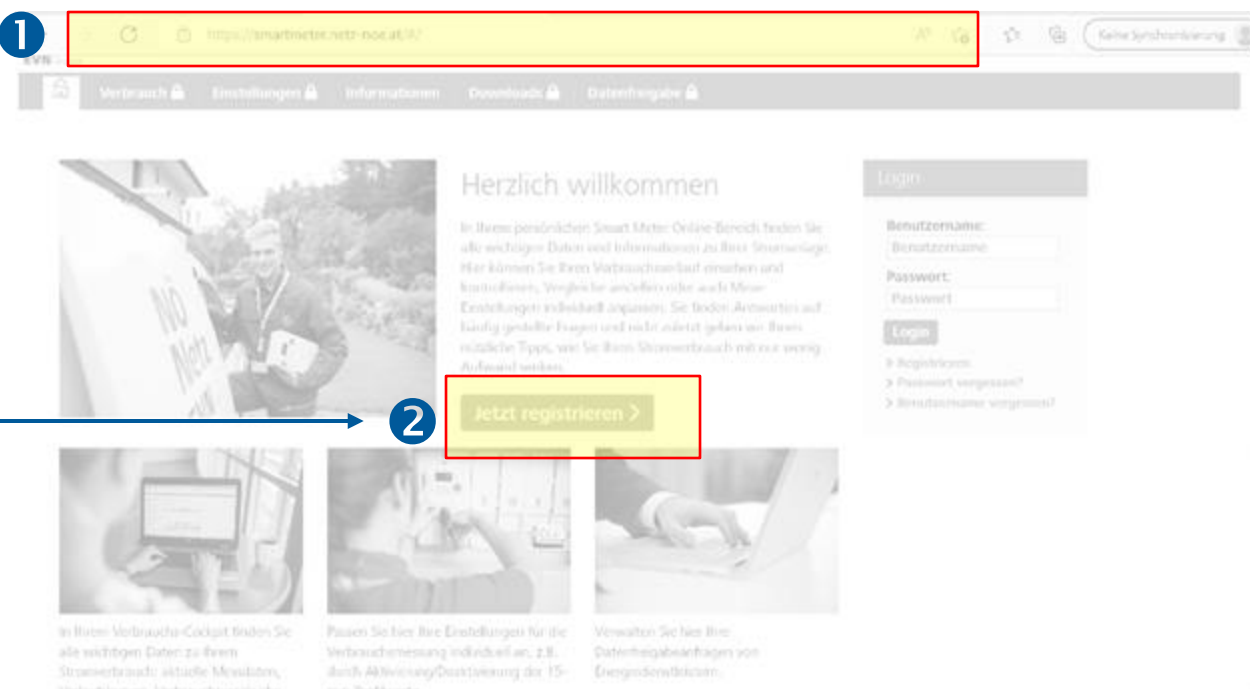 1
https://smartmeter.netz-noe.at/#/
Keine Synchronisierung
EVN
Verbrauch Einstellungen Informationen Downloads Datenfreigabe
Herzlich willkommen
In Ihrem persönlichen Smart Meter Online-Bereich finden Sie
alle wichtigen Daten und Informationen zu Ihrer Stromanlage.
Hier können Sie Ihren Verbrauchsverlauf einsehen und
kontrollieren, Vergleiche anstellen oder auch Meine
Einstellungen individuell anpassen. Sie finden Antworten auf
häufig gestellte Fragen und nicht zuletzt geben wir Ihnen
nützliche Tipps, wie Sie Ihren Stromverbrauch mit nur wenig
Aufwand senken.
2
Jetzt registrieren >
Login
Benutzername:
Benutzername
Passwort:
Passwort
Login
> Registrieren
> Passwort vergessen?
> Benutzername vergessen?
NÖ
Netz
In Ihrem Verbrauchs-Cockpit finden Sie
alle wichtigen Daten zu Ihrem
Stromverbrauch: aktuelle Messdaten,
Passen Sie hier Ihre Einstellungen für die
Verbrauchsmessung individuell an, z.B.
durch Aktivierung/Deaktivierung der 15-
Verwalten Sie hier Ihre
Datenfreigabeanfragen von
Energiedienstleistern.